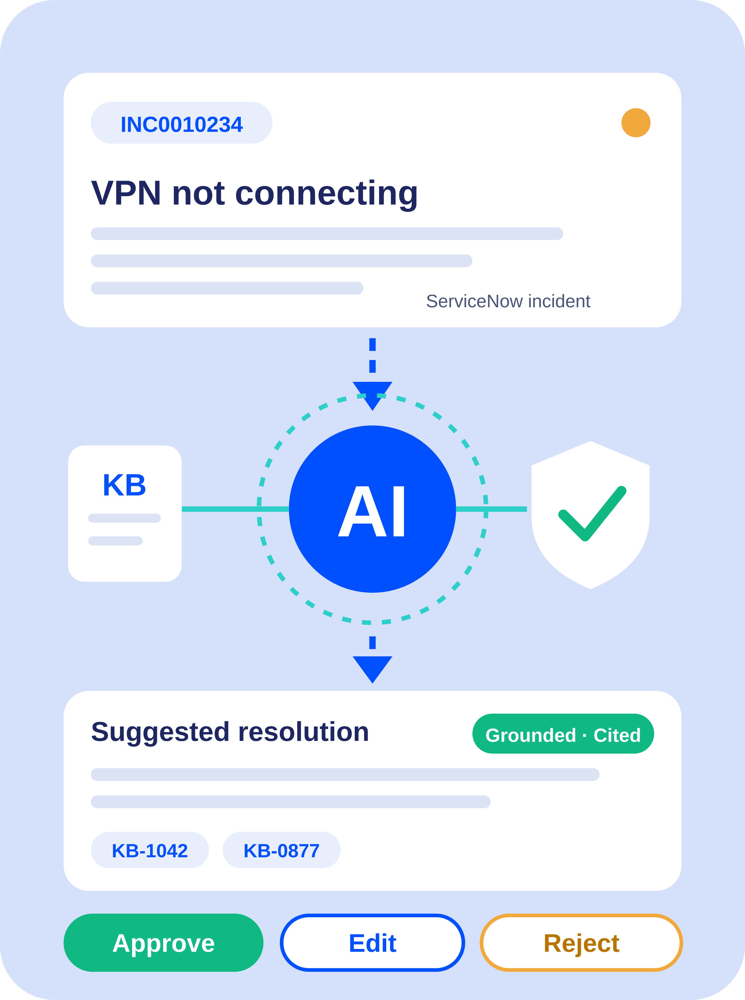 INC0010234
VPN not connecting
ServiceNow incident
KB
AI
Suggested resolution
Grounded · Cited
KB-1042
KB-0877
Approve
Edit
Reject